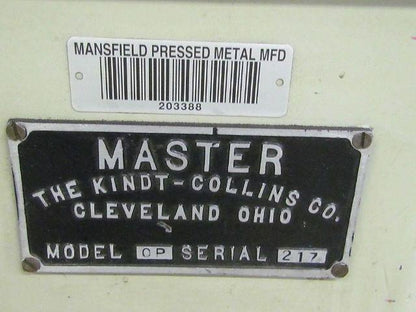 MANSFIELD PRESSED METAL MFD
203388
MASTER
THE KINDT-COLLINS CO.
CLEVELAND OHIO
MODEL OP SERIAL 217